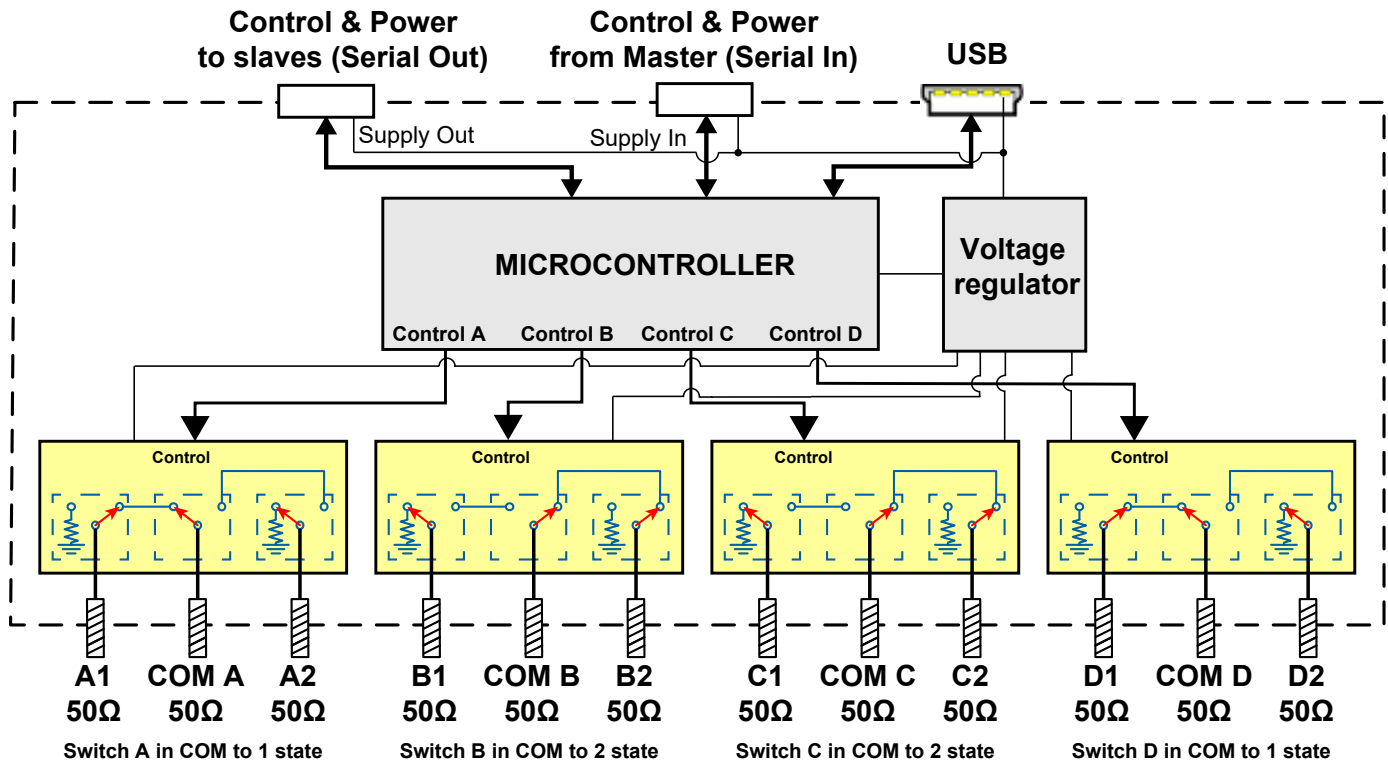 Control & Power
to slaves (Serial Out)
Control & Power
from Master (Serial In)
USB
Supply Out
Supply In
MICROCONTROLLER
Voltage
regulator
Control A
Control B
Control C
Control D
Control
Control
Control
Control
A1
COM A
A2
B1
COM B
B2
C1
COM C
C2
D1
COM D
D2
50Ω
50Ω
50Ω
50Ω
50Ω
50Ω
50Ω
50Ω
50Ω
50Ω
50Ω
50Ω
Switch A in COM to 1 state
Switch B in COM to 2 state
Switch C in COM to 2 state
Switch D in COM to 1 state